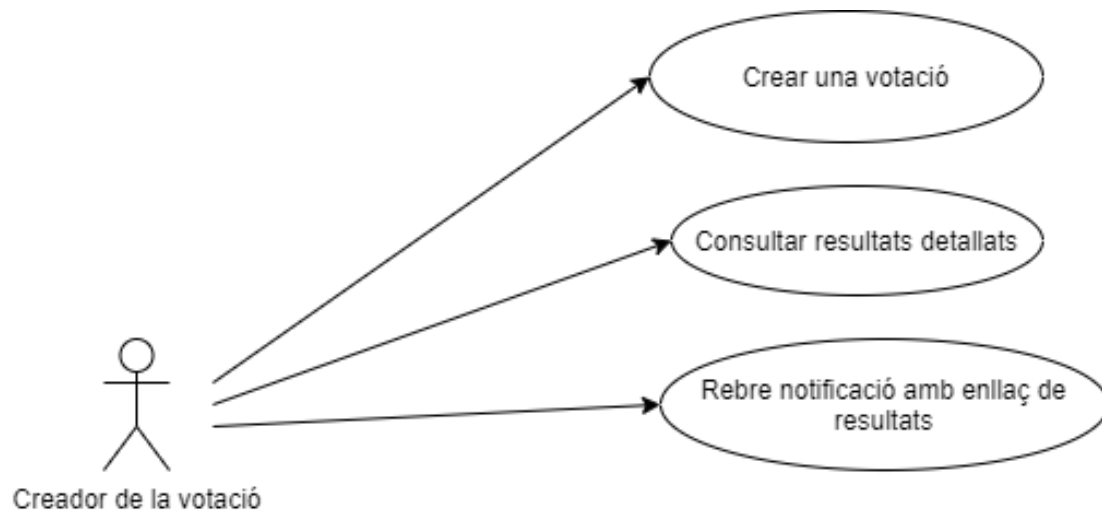 Crear una votació
Consultar resultats detallats
Rebre notificació amb enllaç de
resultats
Creador de la votació